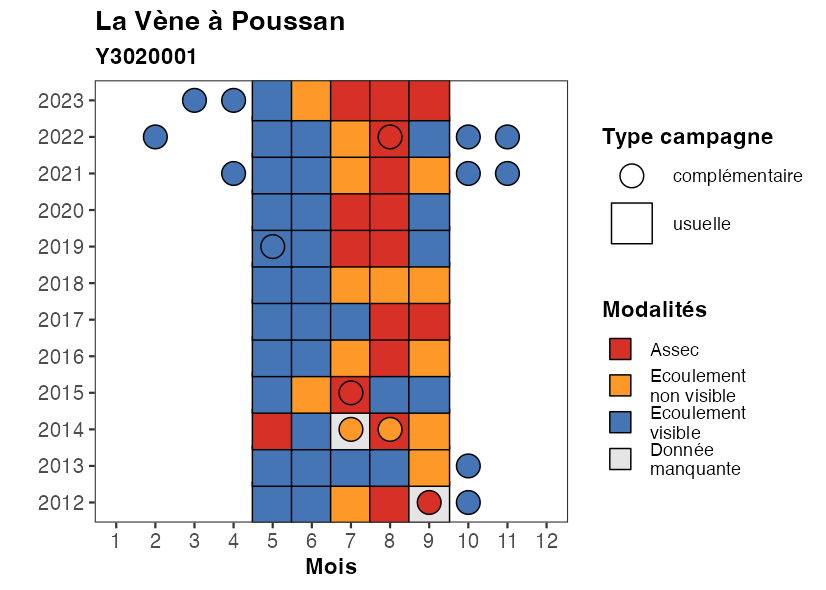 La Vène à Poussan
Y3020001
2023
2022
2021
2020
2019
2018
2017
2016
2015
2014
2013
2012
1 2 3 4 5 6 7 8 9 10 11 12
Mois
Type campagne
complémentaire
usuelle
Modalités
Assec
Ecoulement
non visible
Ecoulement
visible
Donnée
manquante